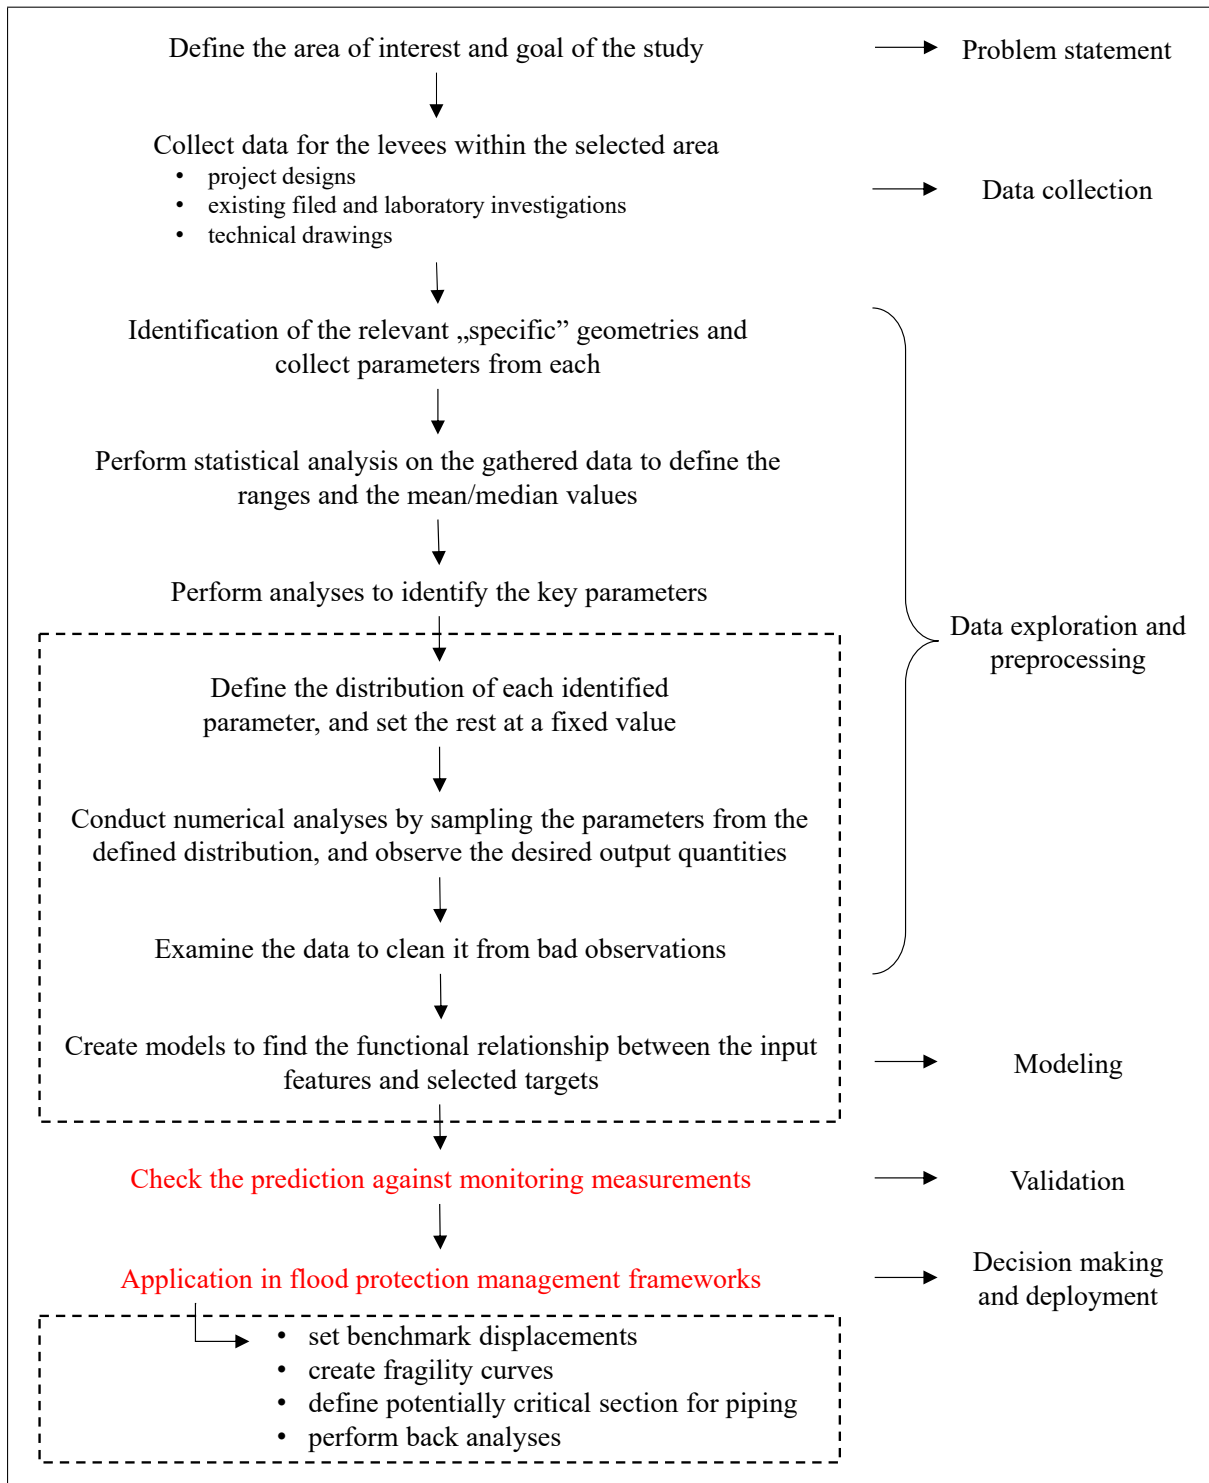 Define the area of interest and goal of the study
Problem statement
Collect data for the levees within the selected area
• project designs
• existing filed and laboratory investigations
• technical drawings
Data collection
Identification of the relevant „specific” geometries and
collect parameters from each
Perform statistical analysis on the gathered data to define the
ranges and the mean/median values
Perform analyses to identify the key parameters
Define the distribution of each identified
parameter, and set the rest at a fixed value
Conduct numerical analyses by sampling the parameters from the
defined distribution, and observe the desired output quantities
Examine the data to clean it from bad observations
Data exploration and
preprocessing
Create models to find the functional relationship between the input
features and selected targets
Modeling
Check the prediction against monitoring measurements
Validation
Application in flood protection management frameworks
Decision making
and deployment
• set benchmark displacements
• create fragility curves
• define potentially critical section for piping
• perform back analyses